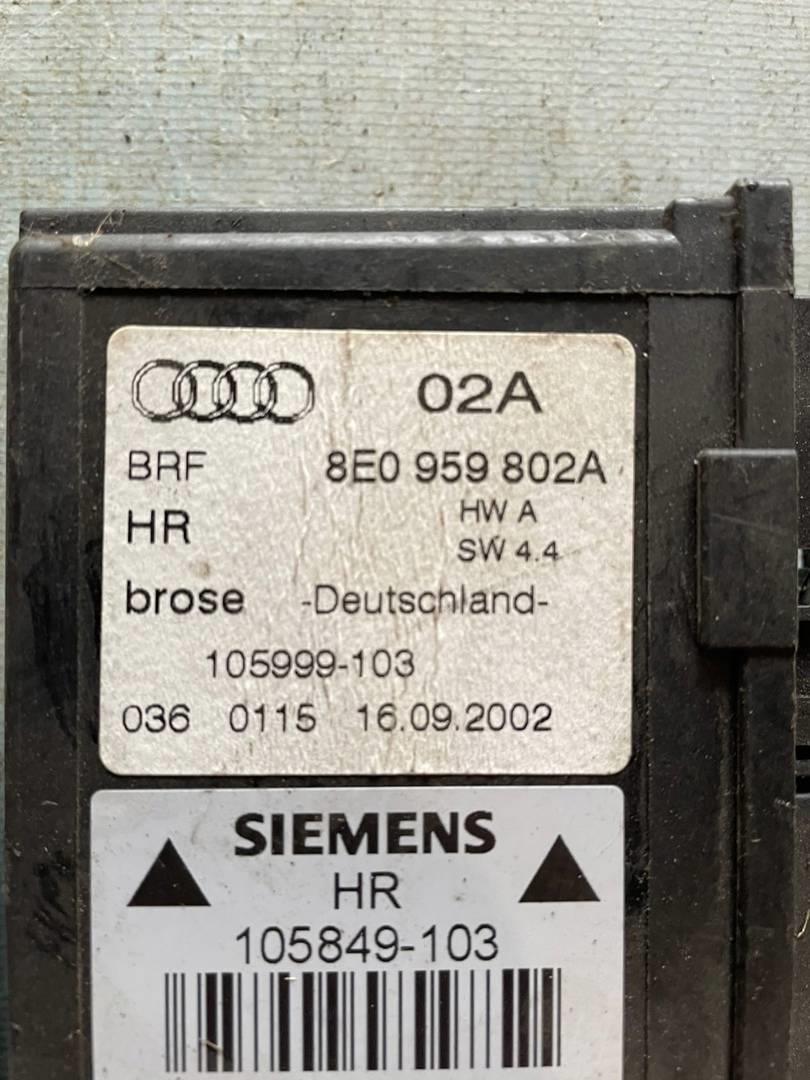 02A
BRF 8E0 959 802A
HR HW A
SW 4.4
brose -Deutschland-
105999-103
036 0115 16.09.2002
SIEMENS
HR
105849-103